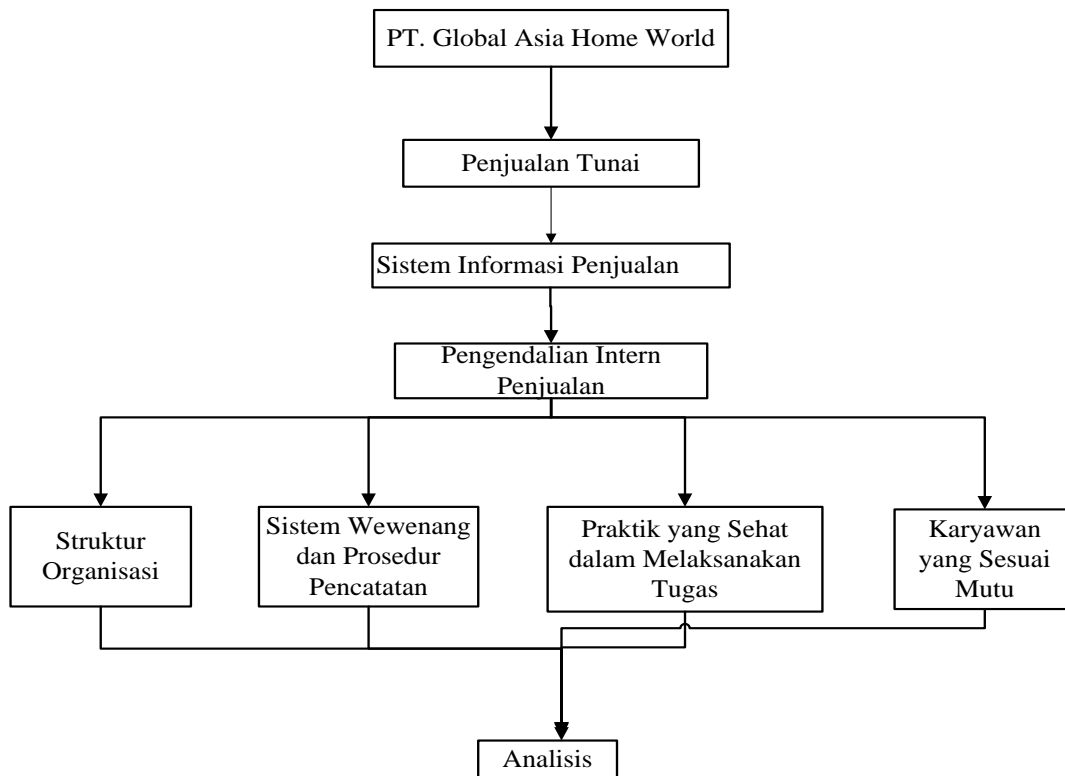 PT. Global Asia Home World
Penjualan Tunai
Sistem Informasi Penjualan
Pengendalian Intern
Penjualan
Struktur
Organisasi
Sistem Wewenang
dan Prosedur
Pencatatan
Praktik yang Sehat
dalam Melaksanakan
Tugas
Karyawan
yang Sesuai
Mutu
Analisis